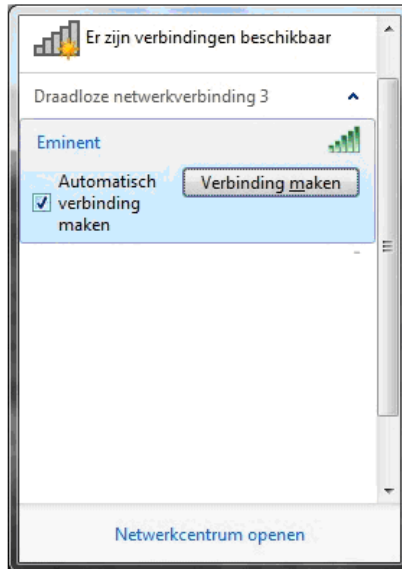 Er zijn verbindingen beschikbaar
Draadloze netwerkverbinding 3
Eminent
Automatisch
verbinding
maken
Verbinding maken
Netwerkcentrum openen